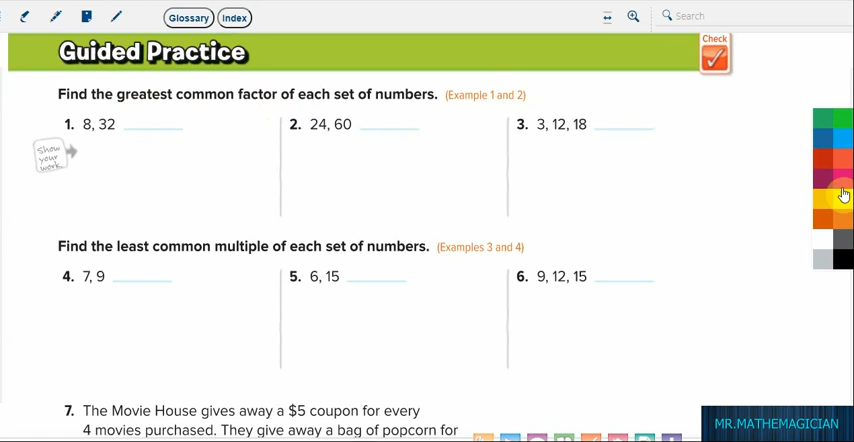 Glossary Index Search
Guided Practice
Check
Find the greatest common factor of each set of numbers. (Example 1 and 2)
1. 8, 32
2. 24, 60
3. 3, 12, 18
Show
your
work.
Find the least common multiple of each set of numbers. (Examples 3 and 4)
4. 7, 9
5. 6, 15
6. 9, 12, 15
7. The Movie House gives away a $5 coupon for every
4 movies purchased. They give away a bag of popcorn for
MR.MATHEMAGICIAN